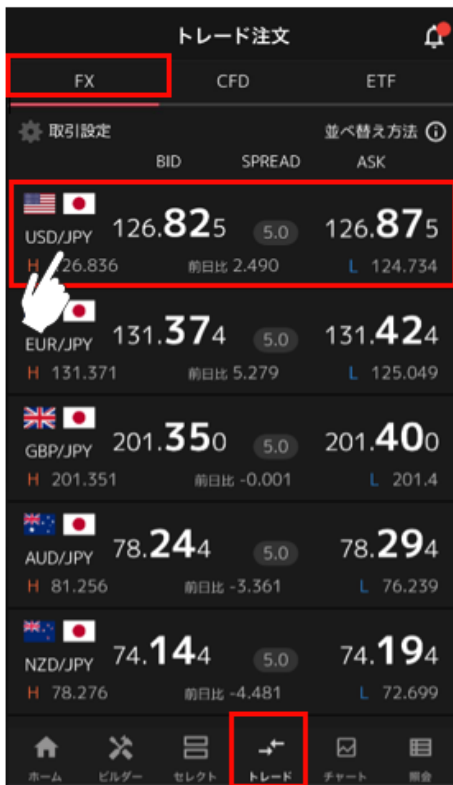 トレード注文
FX CFD ETF
取引設定 並べ替え方法
BID SPREAD ASK
USD/JPY 126.825 5.0 126.875
H 126.836 前日比 2.490 L 124.734
EUR/JPY 131.374 5.0 131.424
H 131.371 前日比 5.279 L 125.049
GBP/JPY 201.350 5.0 201.400
H 201.351 前日比 -0.001 L 201.4
AUD/JPY 78.244 5.0 78.294
H 81.256 前日比 -3.361 L 76.239
NZD/JPY 74.144 5.0 74.194
H 78.276 前日比 -4.481 L 72.699
ホーム ビルダー セレクト トレード チャート 照会